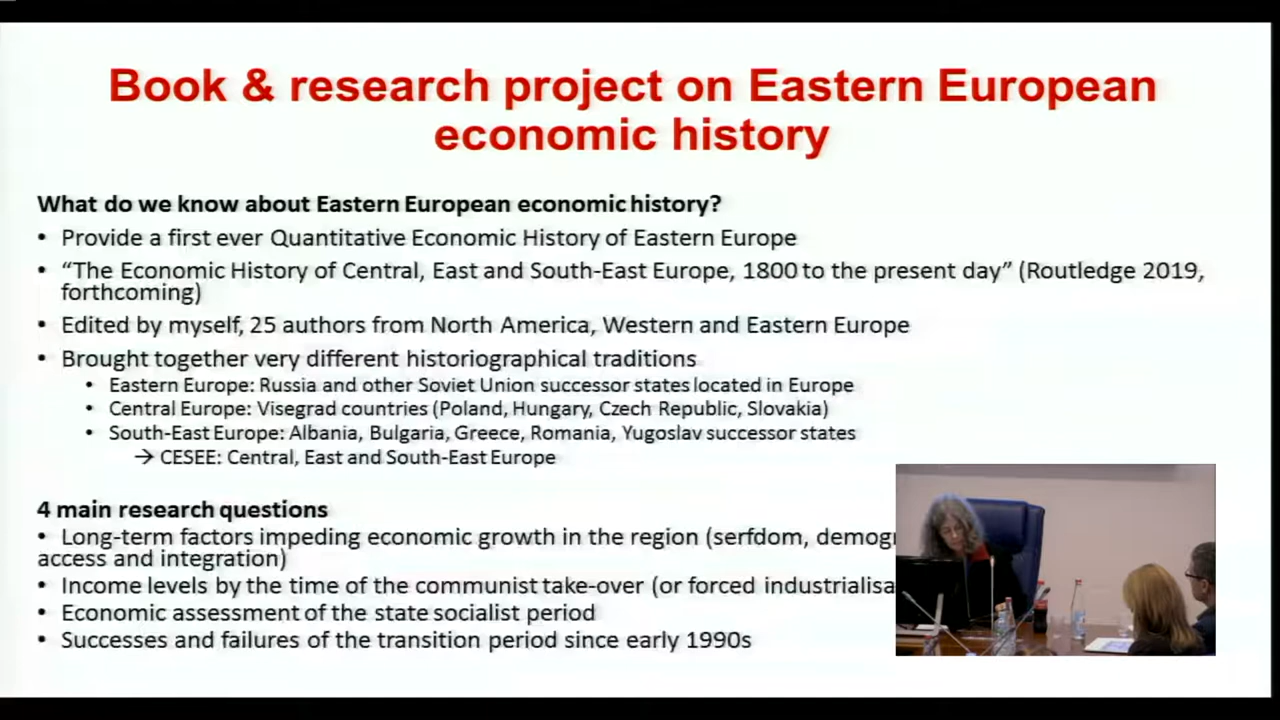 Book & research project on Eastern European
economic history
What do we know about Eastern European economic history?
• Provide a first ever Quantitative Economic History of Eastern Europe
• “The Economic History of Central, East and South-East Europe, 1800 to the present day” (Routledge 2019,
forthcoming)
• Edited by myself, 25 authors from North America, Western and Eastern Europe
• Brought together very different historiographical traditions
• Eastern Europe: Russia and other Soviet Union successor states located in Europe
• Central Europe: Visegrad countries (Poland, Hungary, Czech Republic, Slovakia)
• South-East Europe: Albania, Bulgaria, Greece, Romania, Yugoslav successor states
→ CESEE: Central, East and South-East Europe
4 main research questions
• Long-term factors impeding economic growth in the region (serfdom,
access and integration)
• Income levels by the time of the communist take-over (or forced
• Economic assessment of the state socialist period
• Successes and failures of the transition period since early 1990s